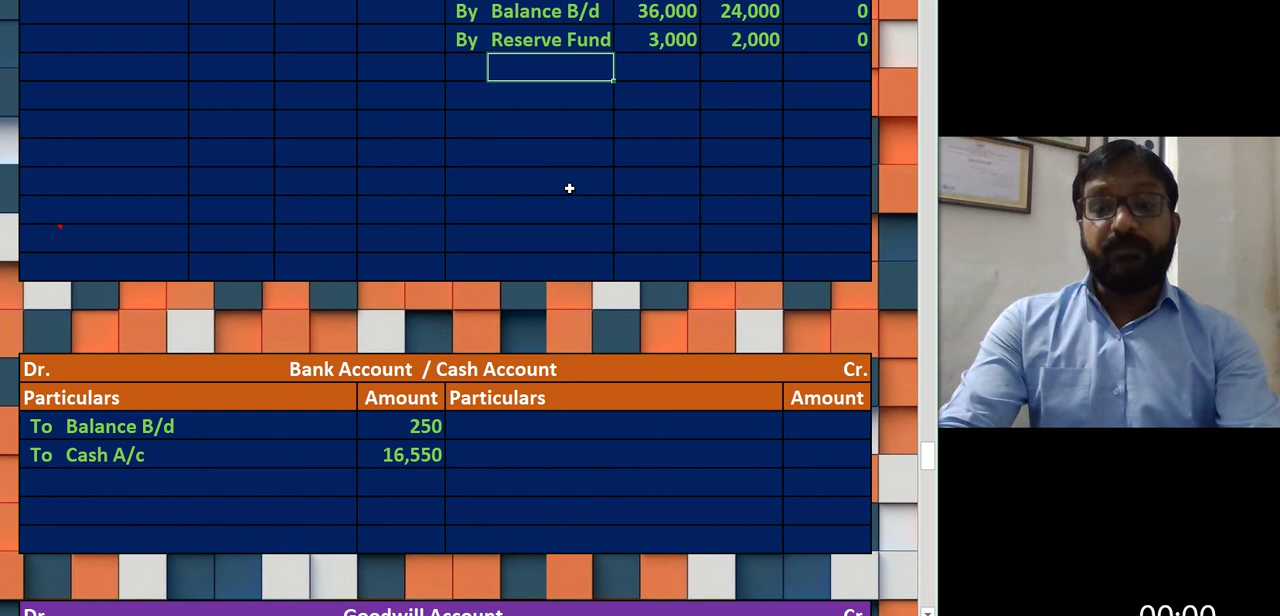 By Balance B/d 36,000 24,000 0
By Reserve Fund 3,000 2,000 0
Dr. Bank Account / Cash Account Cr.
Particulars Amount Particulars Amount
To Balance B/d 250
To Cash A/c 16,550
Dr. Goodwill Account Cr.
00:00